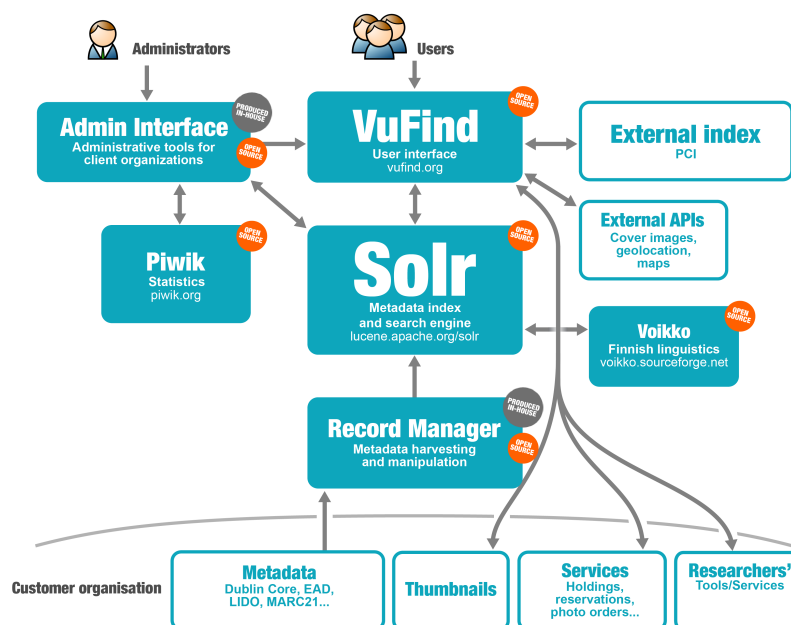 Administrators
Users
PRODUCED
IN-HOUSE
OPEN
SOURCE
Admin Interface
Administrative tools for
client organizations
OPEN
SOURCE
VuFind
User interface
vufind.org
External index
PCI
OPEN
SOURCE
Piwik
Statistics
piwik.org
OPEN
SOURCE
Solr
Metadata index
and search engine
lucene.apache.org/solr
External APIs
Cover images,
geolocation,
maps
OPEN
SOURCE
Voikko
Finnish linguistics
voikko.sourceforge.net
PRODUCED
IN-HOUSE
OPEN
SOURCE
Record Manager
Metadata harvesting
and manipulation
Customer organisation
Metadata
Dublin Core, EAD,
LIDO, MARC21...
Thumbnails
Services
Holdings,
reservations,
photo orders...
Researchers'
Tools/Services